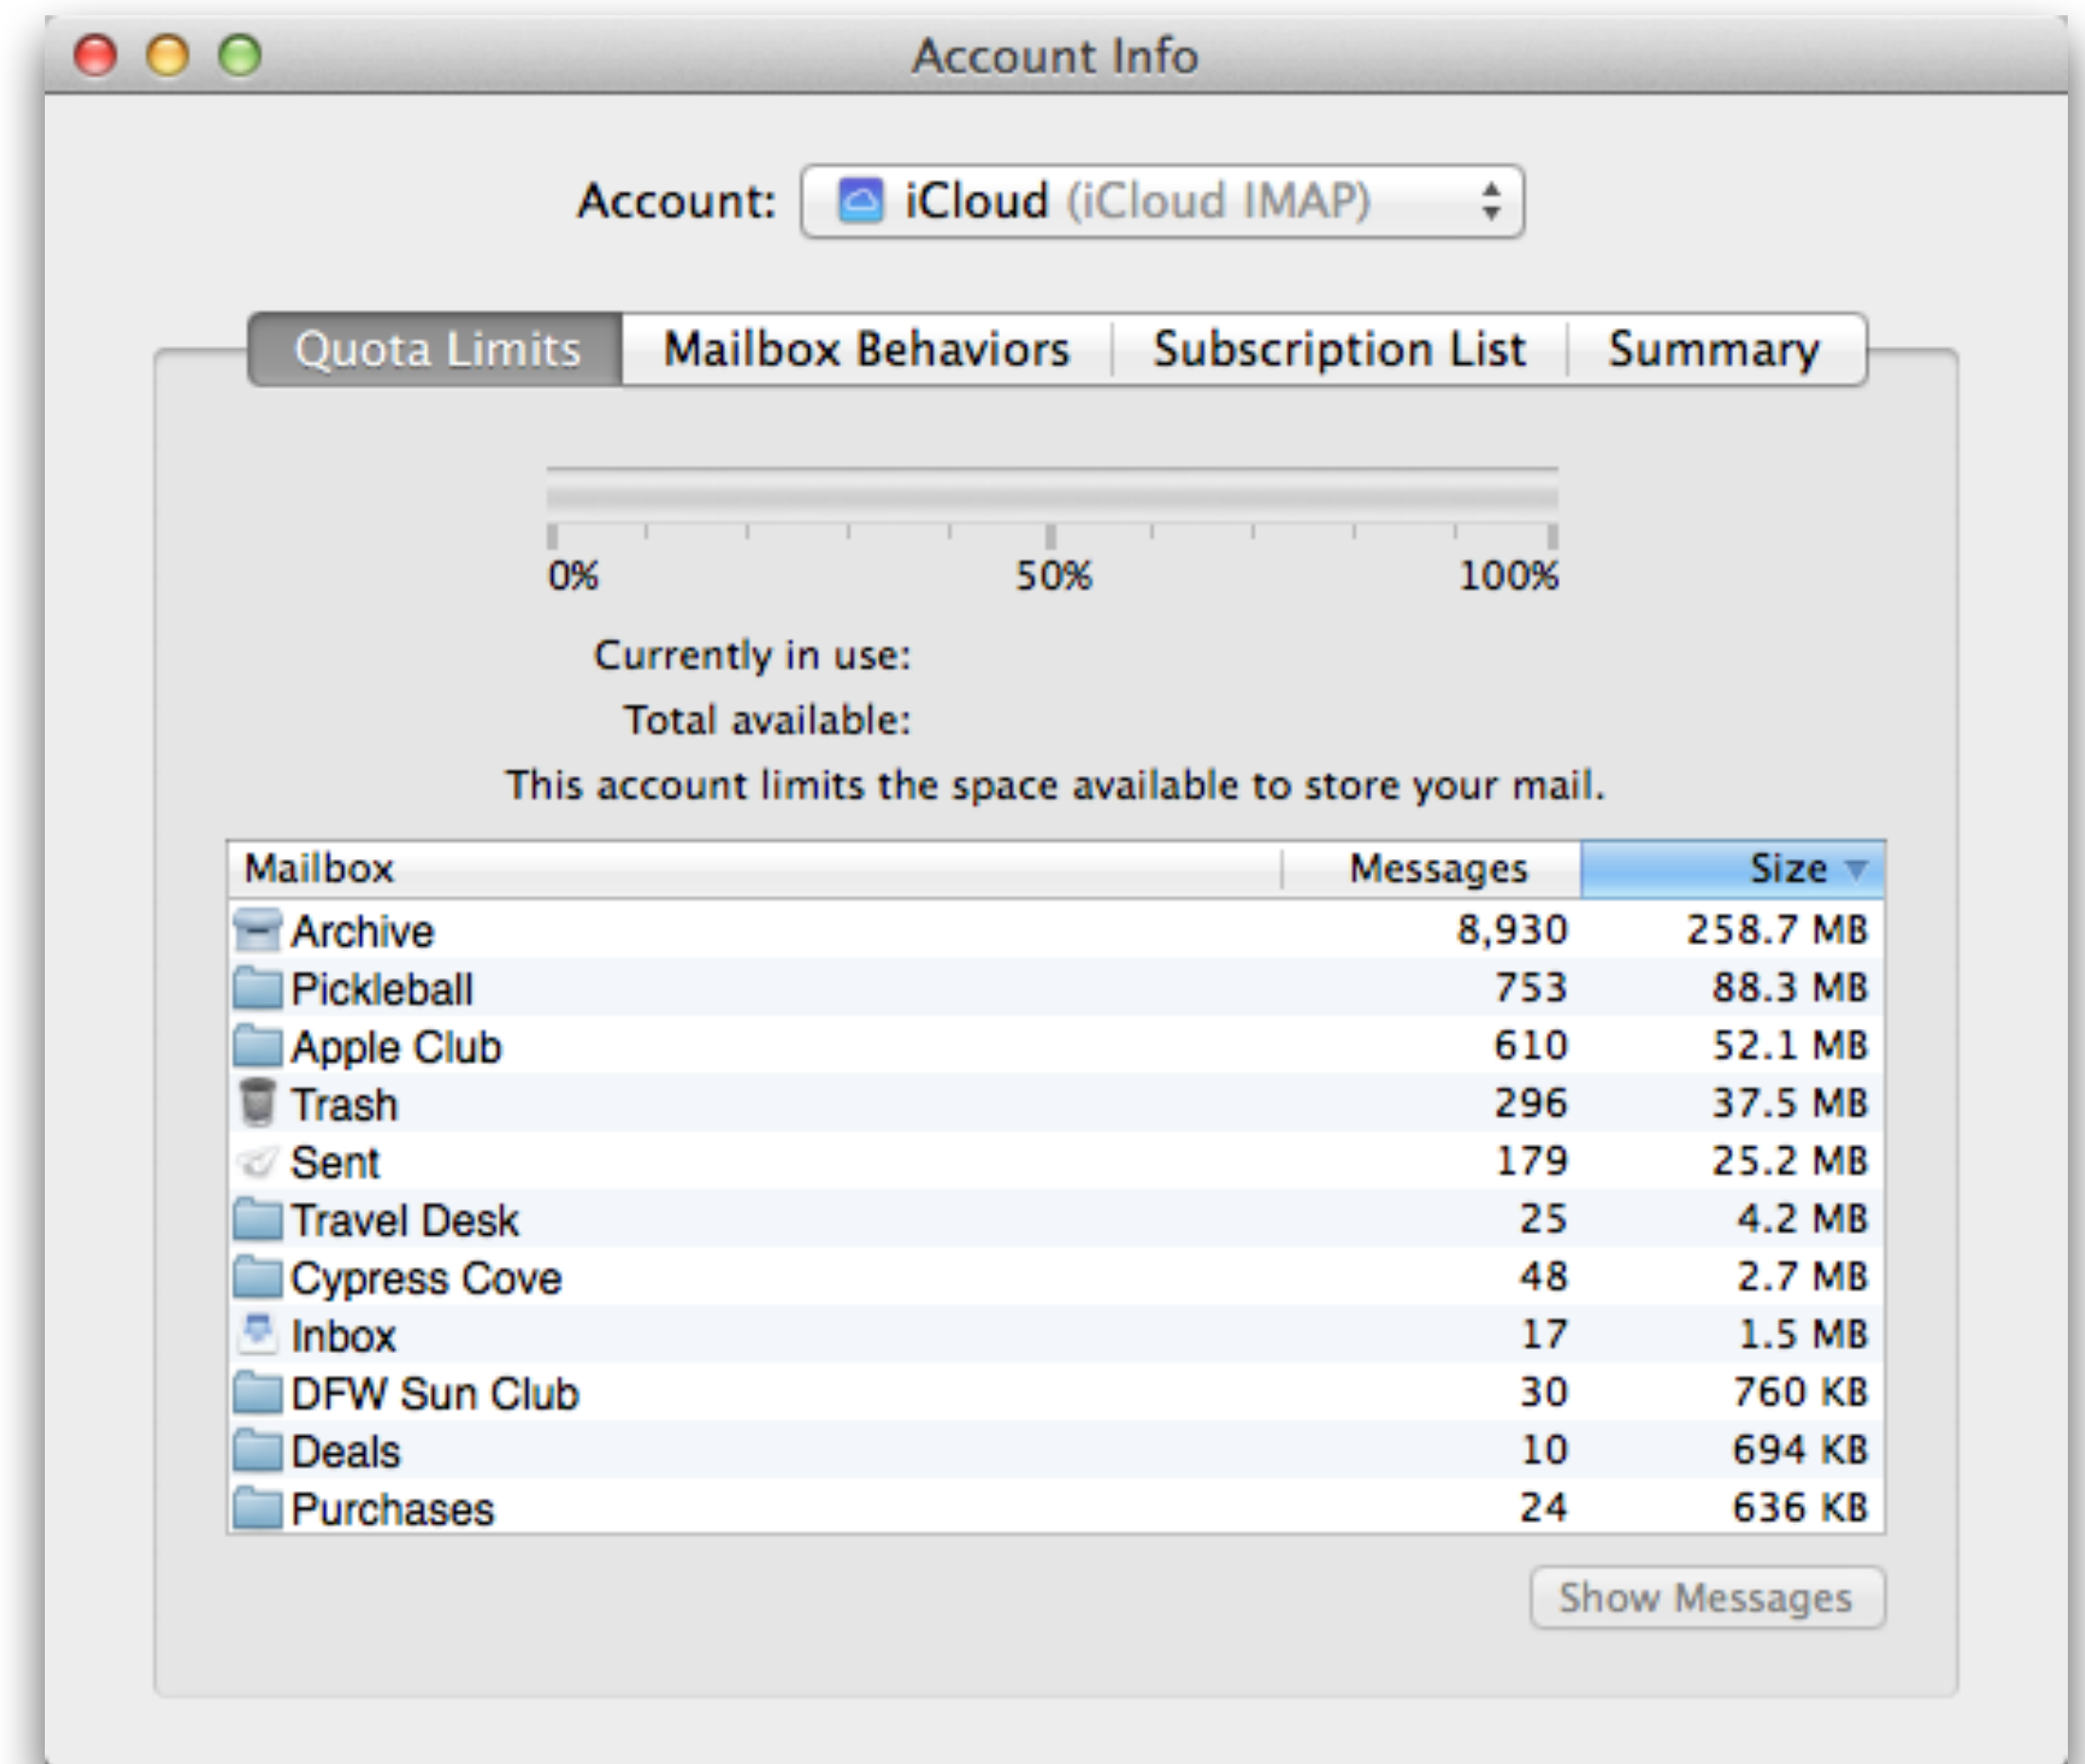 Account Info
Account: iCloud (iCloud IMAP)
Quota Limits Mailbox Behaviors Subscription List Summary
0% 50% 100%
Currently in use:
Total available:
This account limits the space available to store your mail.
Mailbox Messages Size
Archive 8,930 258.7 MB
Pickleball 753 88.3 MB
Apple Club 610 52.1 MB
Trash 296 37.5 MB
Sent 179 25.2 MB
Travel Desk 25 4.2 MB
Cypress Cove 48 2.7 MB
Inbox 17 1.5 MB
DFW Sun Club 30 760 KB
Deals 10 694 KB
Purchases 24 636 KB
Show Messages